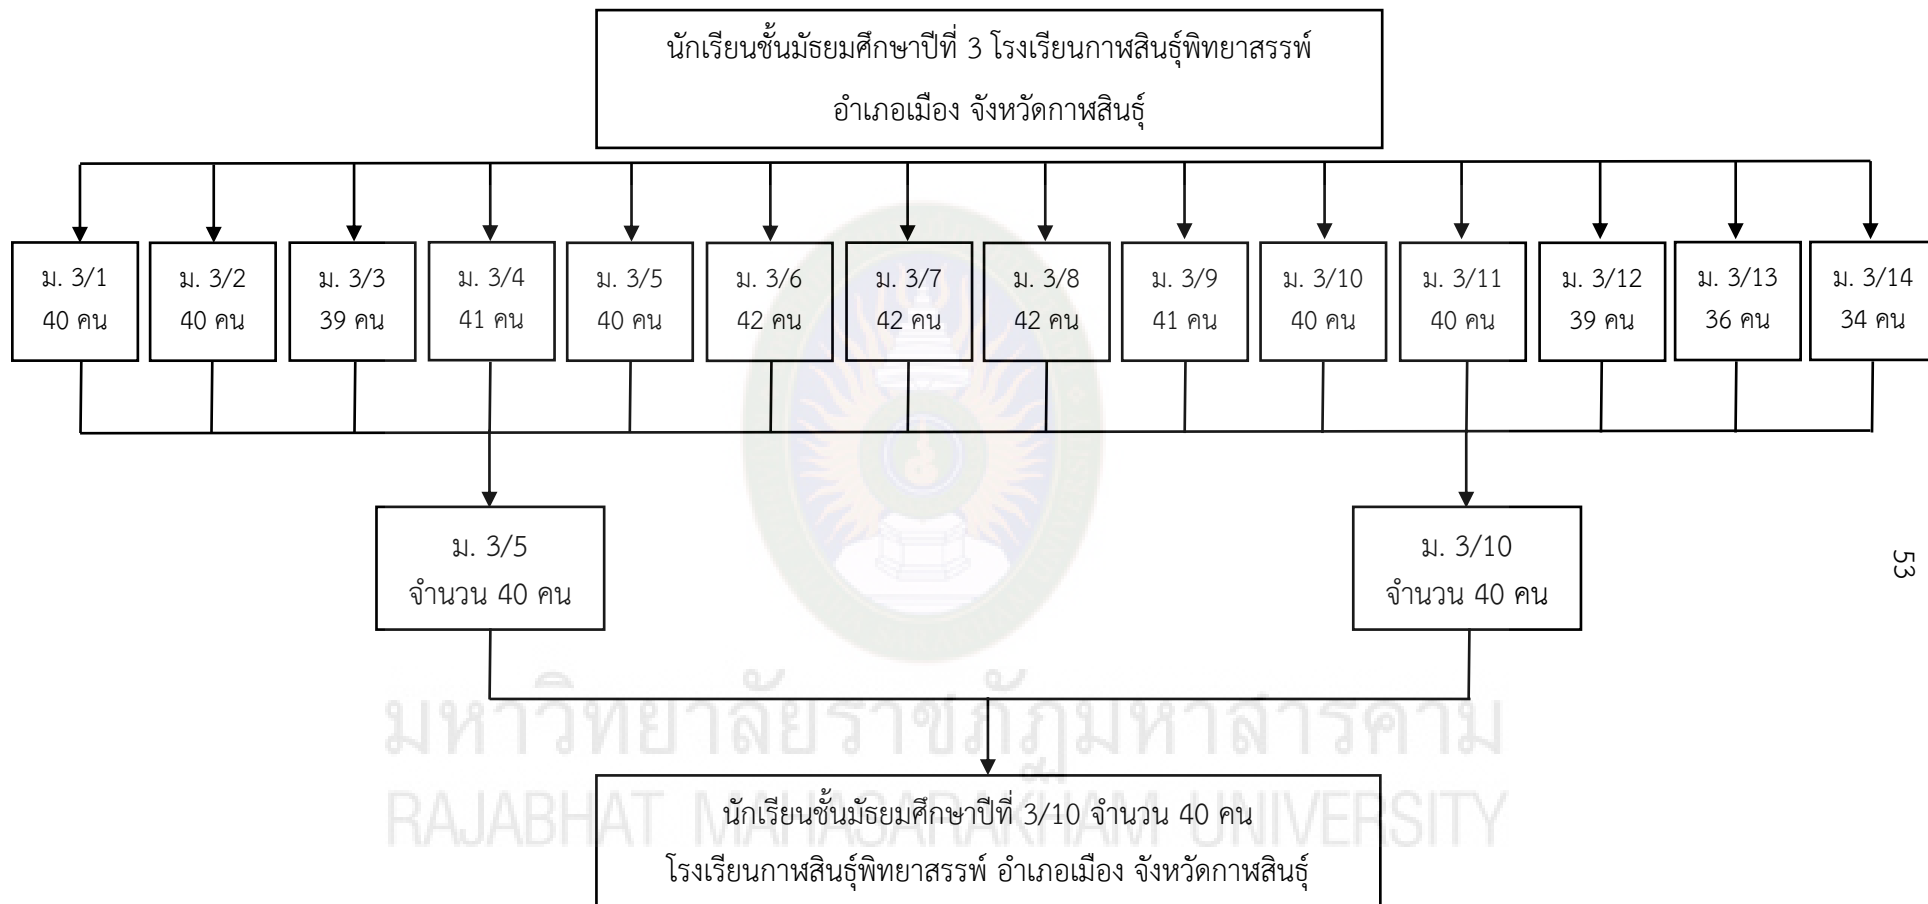 นักเรียนชั้นมัธยมศึกษาปีที่ 3 โรงเรียนกาฬสินธุ์พิทยาสรรพ์
อำเภอเมือง จังหวัดกาฬสินธุ์
ม. 3/1
40 คน
ม. 3/2
40 คน
ม. 3/3
39 คน
ม. 3/4
41 คน
ม. 3/5
40 คน
ม. 3/6
42 คน
ม. 3/7
42 คน
ม. 3/8
42 คน
ม. 3/9
41 คน
ม. 3/10
40 คน
ม. 3/11
40 คน
ม. 3/12
39 คน
ม. 3/13
36 คน
ม. 3/14
34 คน
ม. 3/5
จำนวน 40 คน
ม. 3/10
จำนวน 40 คน
53
มหาวิทยาลัยราชภัฏมหาสารคาม
RAJABHAT MAHASARAKHAM UNIVERSITY
นักเรียนชั้นมัธยมศึกษาปีที่ 3/10 จำนวน 40 คน
โรงเรียนกาฬสินธุ์พิทยาสรรพ์ อำเภอเมือง จังหวัดกาฬสินธุ์